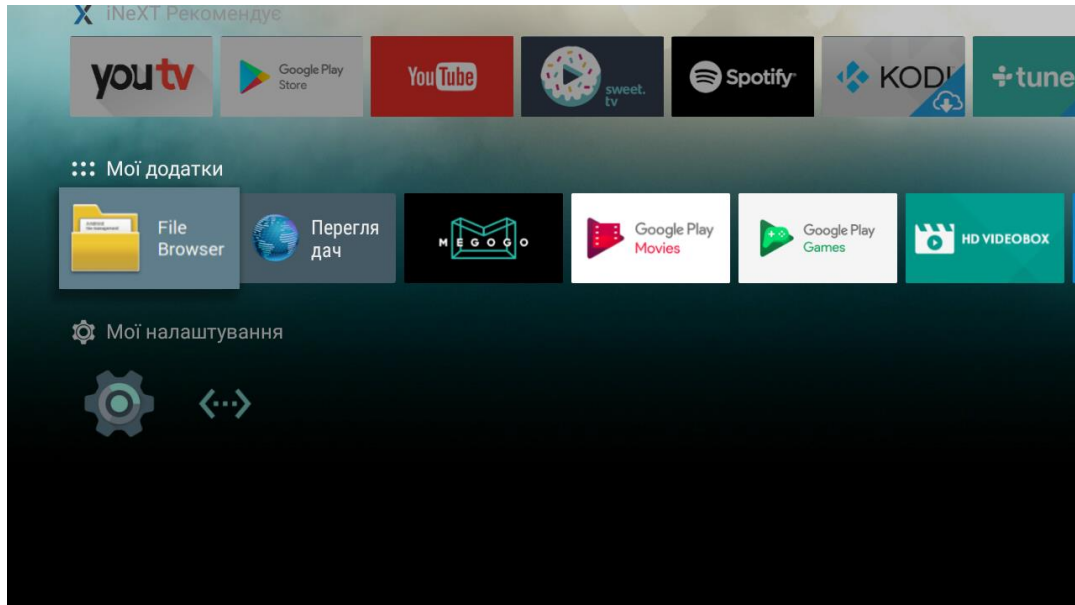 iNeXT Рекомендує
youtv
Google Play
Store
YouTube
sweet.
tv
Spotify
KODI
tune
Мої додатки
File
Browser
Перегля
дач
MEGOGO
Google Play
Movies
Google Play
Games
HD VIDEOBOX
Мої налаштування